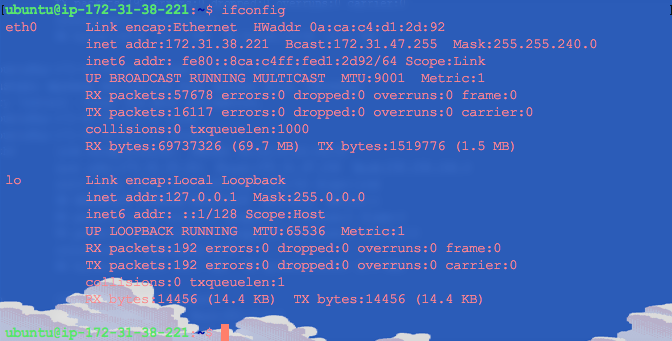 ubuntu@ip-172-31-38-221:~$ ifconfig
eth0 Link encap:Ethernet HWaddr 0a:ca:c4:d1:2d:92
inet addr:172.31.38.221 Bcast:172.31.47.255 Mask:255.255.240.0
inet6 addr: fe80::8ca:c4ff:fed1:2d92/64 Scope:Link
UP BROADCAST RUNNING MULTICAST MTU:9001 Metric:1
RX packets:57678 errors:0 dropped:0 overruns:0 frame:0
TX packets:16117 errors:0 dropped:0 overruns:0 carrier:0
collisions:0 txqueuelen:1000
RX bytes:69737326 (69.7 MB) TX bytes:1519776 (1.5 MB)
lo Link encap:Local Loopback
inet addr:127.0.0.1 Mask:255.0.0.0
inet6 addr: ::1/128 Scope:Host
UP LOOPBACK RUNNING MTU:65536 Metric:1
RX packets:192 errors:0 dropped:0 overruns:0 frame:0
TX packets:192 errors:0 dropped:0 overruns:0 carrier:0
collisions:0 txqueuelen:1
RX bytes:14456 (14.4 KB) TX bytes:14456 (14.4 KB)
ubuntu@ip-172-31-38-221:~$